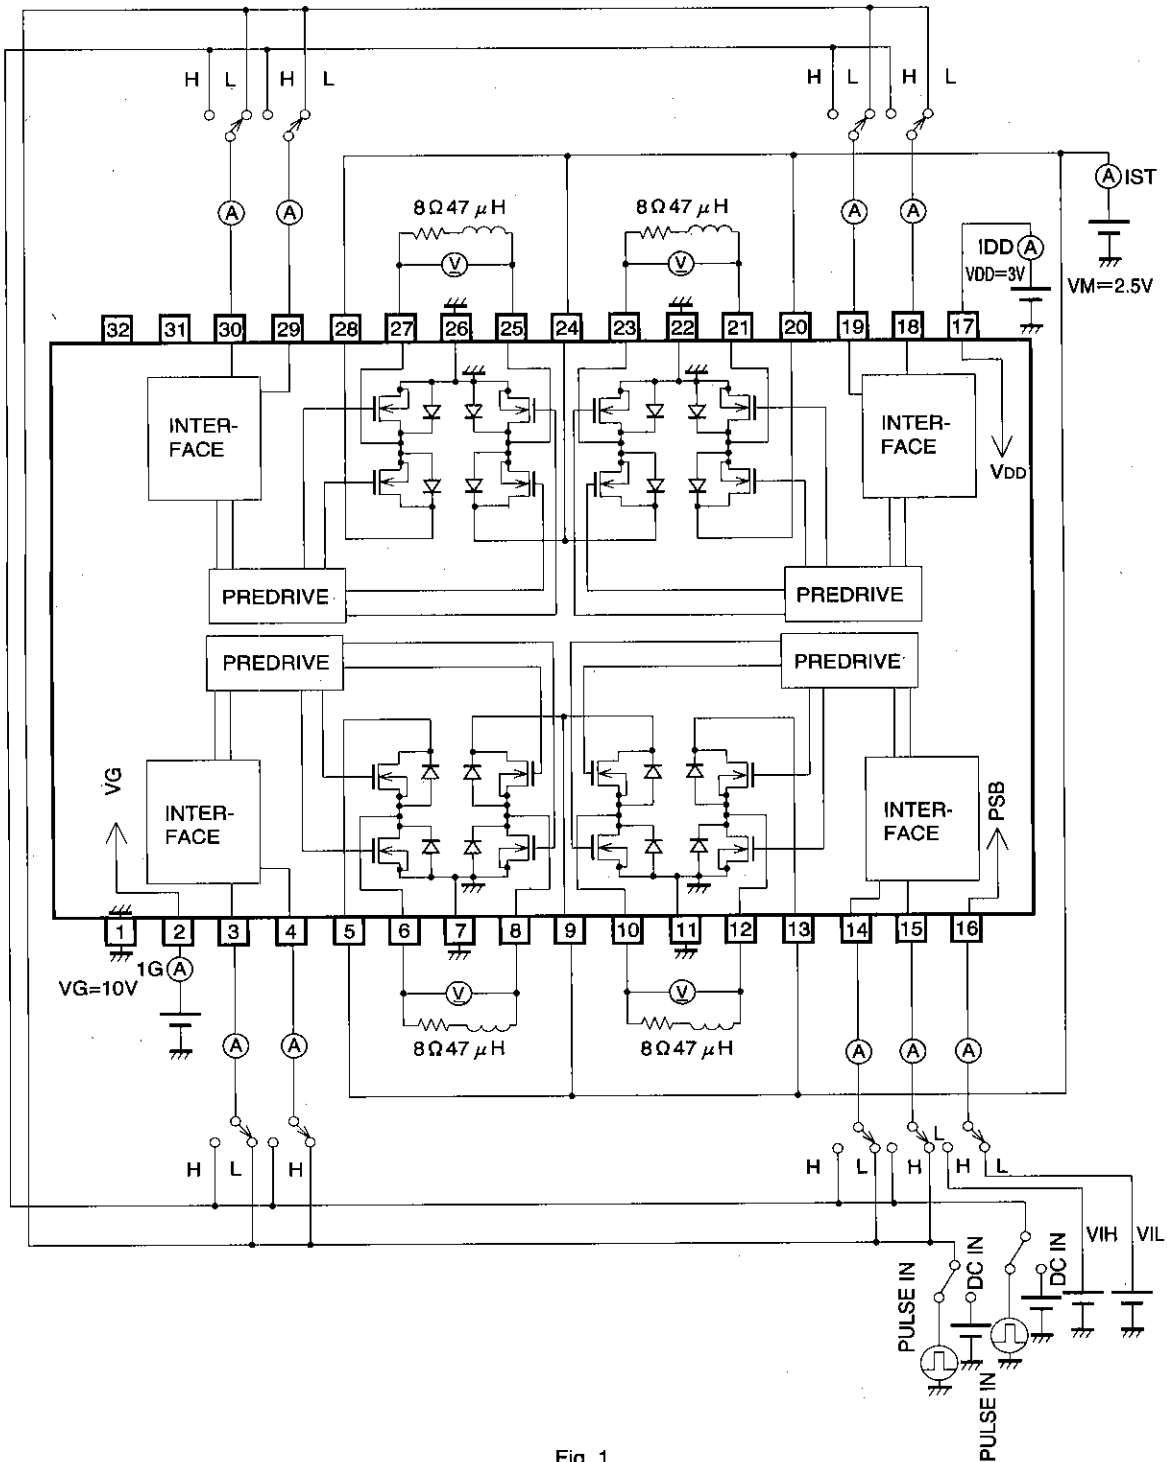 H L H L
H L H L
A IST
8Ω47μH
8Ω47μH
A A A A
IDD A
VDD=3V
VM=2.5V
V V
32 31 30 29 28 27 26 25 24 23 22 21 20 19 18 17
INTER-
FACE
INTER-
FACE
VDD
PREDRIVE
PREDRIVE
PREDRIVE
PREDRIVE
VG
INTER-
FACE
INTER-
FACE
PSB
1 2 3 4 5 6 7 8 9 10 11 12 13 14 15 16
1G A
VG=10V
V V
8Ω47μH
8Ω47μH
A A A A A
H L H
H L H L H L
PULSE IN
DC IN
DC IN
VIH
VIL
PULSE IN
Fig. 1